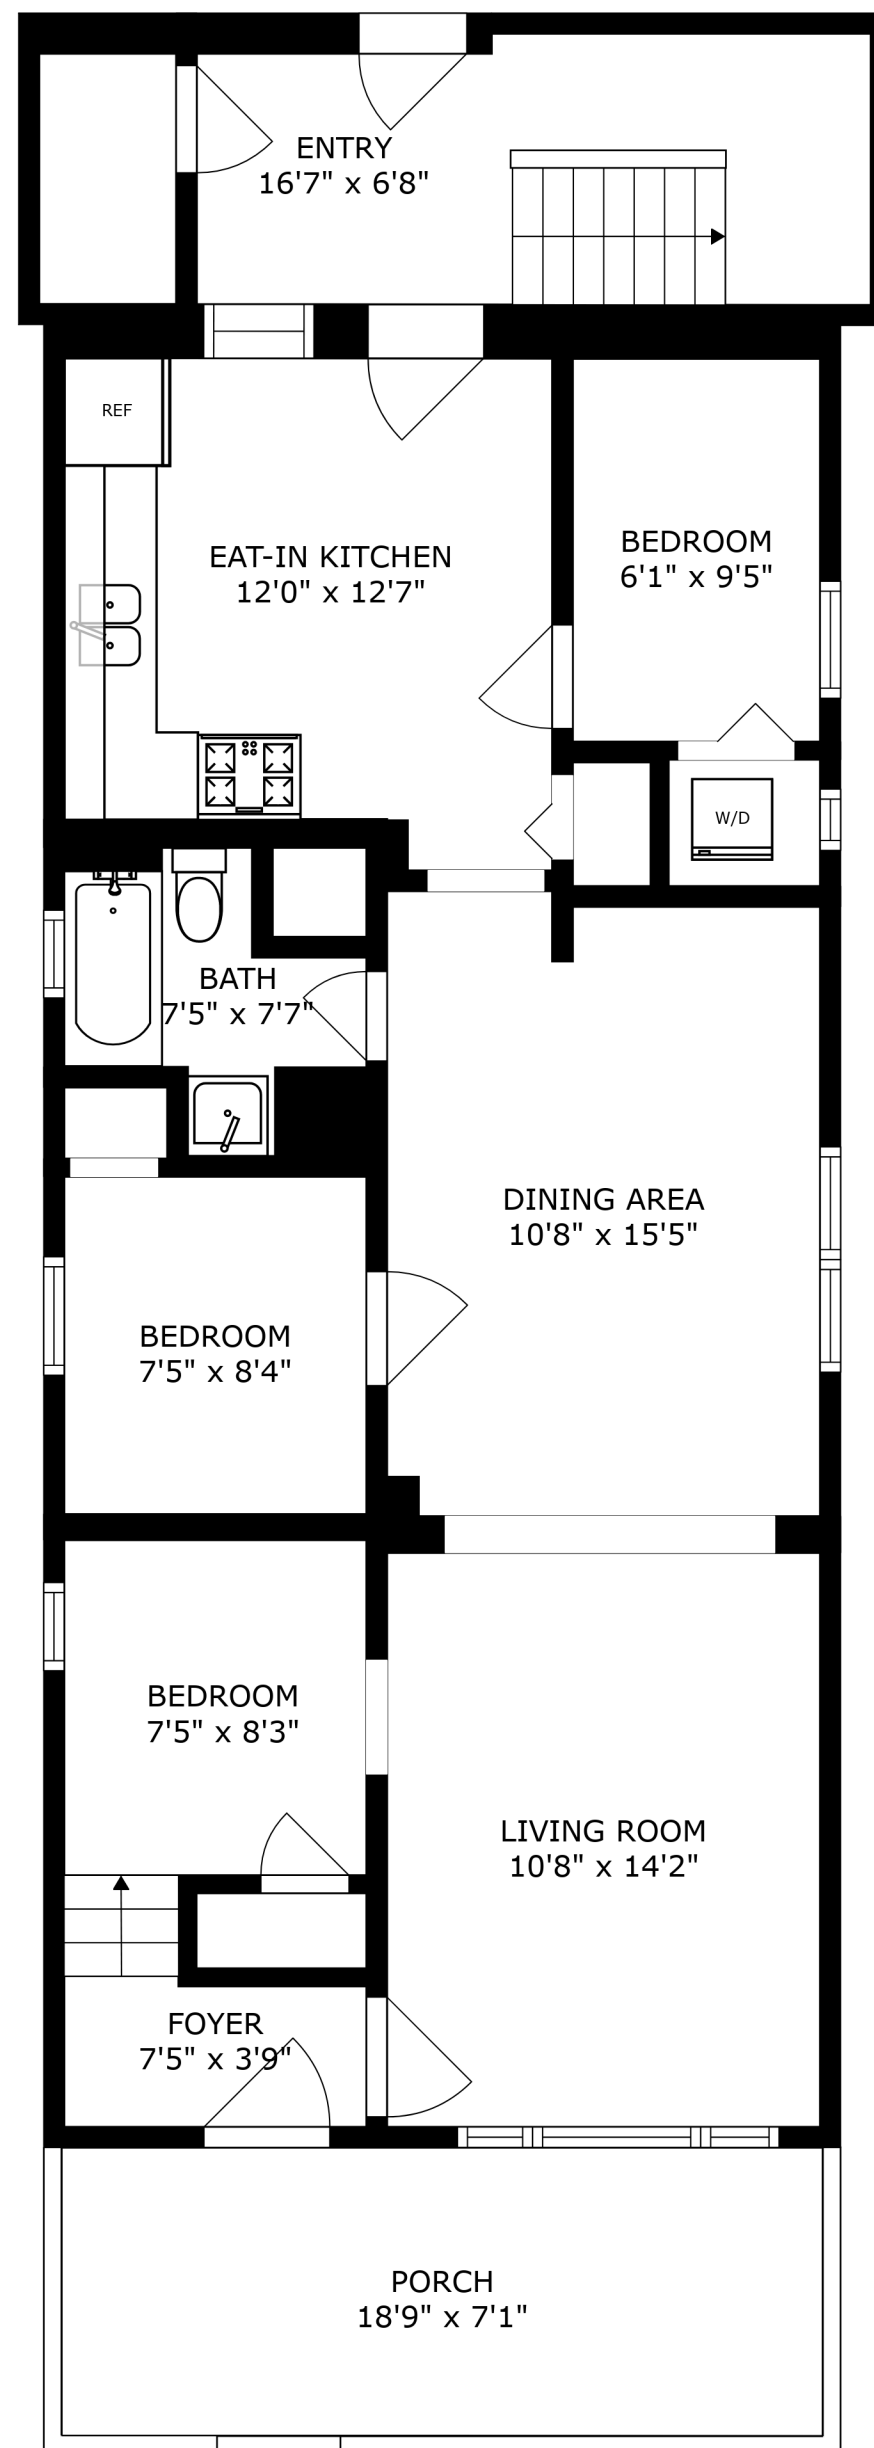 ENTRY
16'7" x 6'8"
REF
EAT-IN KITCHEN
12'0" x 12'7"
BEDROOM
6'1" x 9'5"
W/D
BATH
7'5" x 7'7"
DINING AREA
10'8" x 15'5"
BEDROOM
7'5" x 8'4"
BEDROOM
7'5" x 8'3"
LIVING ROOM
10'8" x 14'2"
FOYER
7'5" x 3'9"
PORCH
18'9" x 7'1"